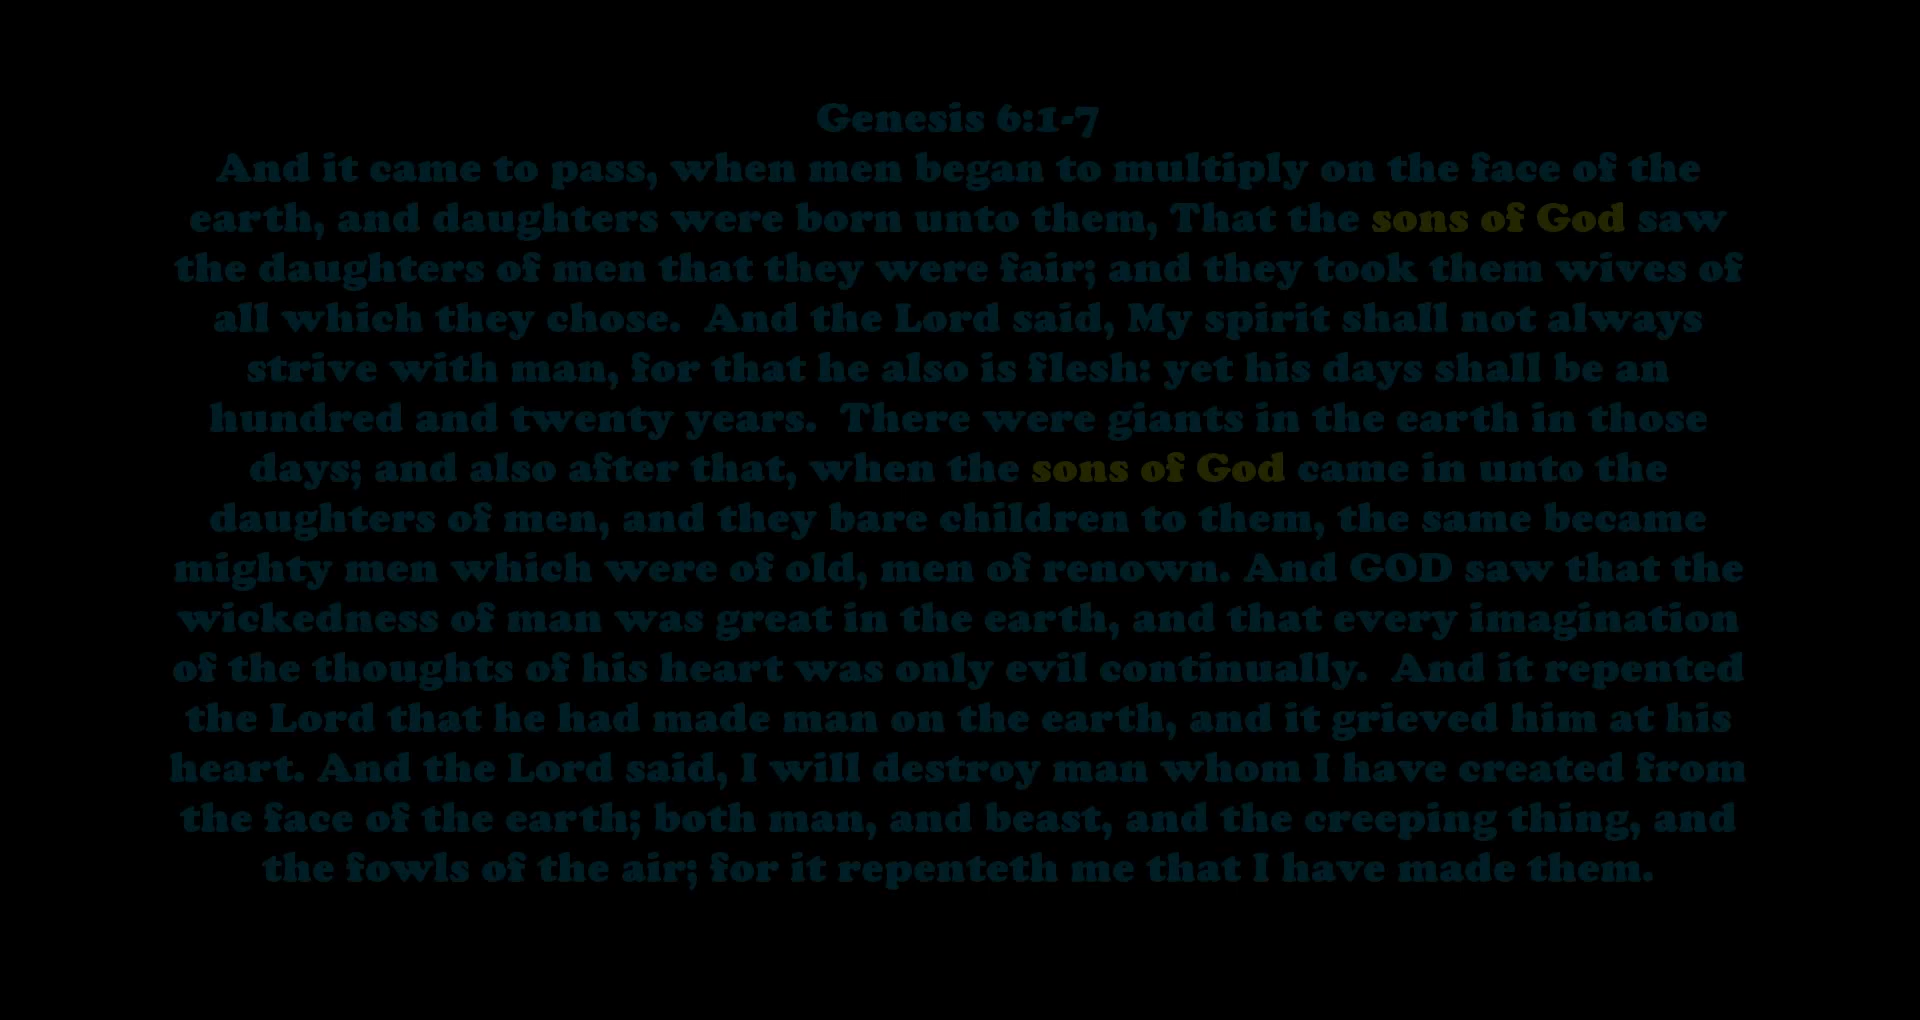 Genesis 6:1-7
And it came to pass, when men began to multiply on the face of the
earth, and daughters were born unto them, That the sons of God saw
the daughters of men that they were fair; and they took them wives of
all which they chose.  And the Lord said, My spirit shall not always
strive with man, for that he also is flesh: yet his days shall be an
hundred and twenty years.  There were giants in the earth in those
days; and also after that, when the sons of God came in unto the
daughters of men, and they bare children to them, the same became
mighty men which were of old, men of renown. And GOD saw that the
wickedness of man was great in the earth, and that every imagination
of the thoughts of his heart was only evil continually.  And it repented
the Lord that he had made man on the earth, and it grieved him at his
heart. And the Lord said, I will destroy man whom I have created from
the face of the earth; both man, and beast, and the creeping thing, and
the fowls of the air; for it repenteth me that I have made them.